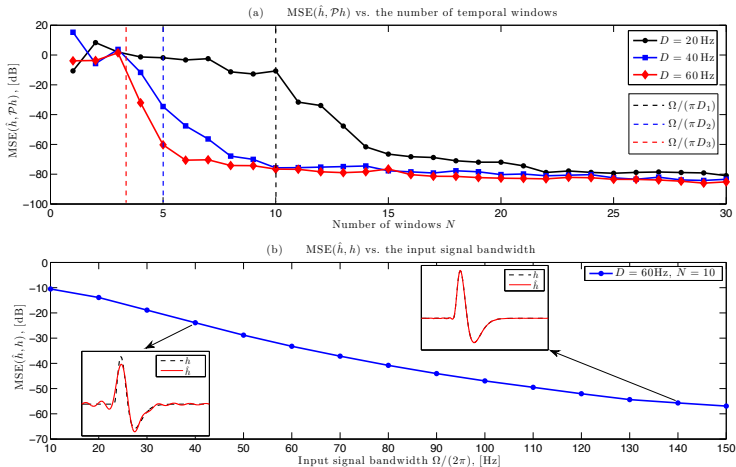 (a) MSE(ĥ, 𝒫h) vs. the number of temporal windows
MSE(ĥ, 𝒫h), [dB]
40
20
0
−20
−40
−60
−80
−100
D = 20 Hz
D = 40 Hz
D = 60 Hz
Ω/(πD₁)
Ω/(πD₂)
Ω/(πD₃)
0 5 10 15 20 25 30
Number of windows N
(b) MSE(ĥ, h) vs. the input signal bandwidth
MSE(ĥ, h), [dB]
0
−10
−20
−30
−40
−50
−60
−70
h
ĥ
h
ĥ
D = 60Hz, N = 10
10 20 30 40 50 60 70 80 90 100 110 120 130 140 150
Input signal bandwidth Ω/(2π), [Hz]